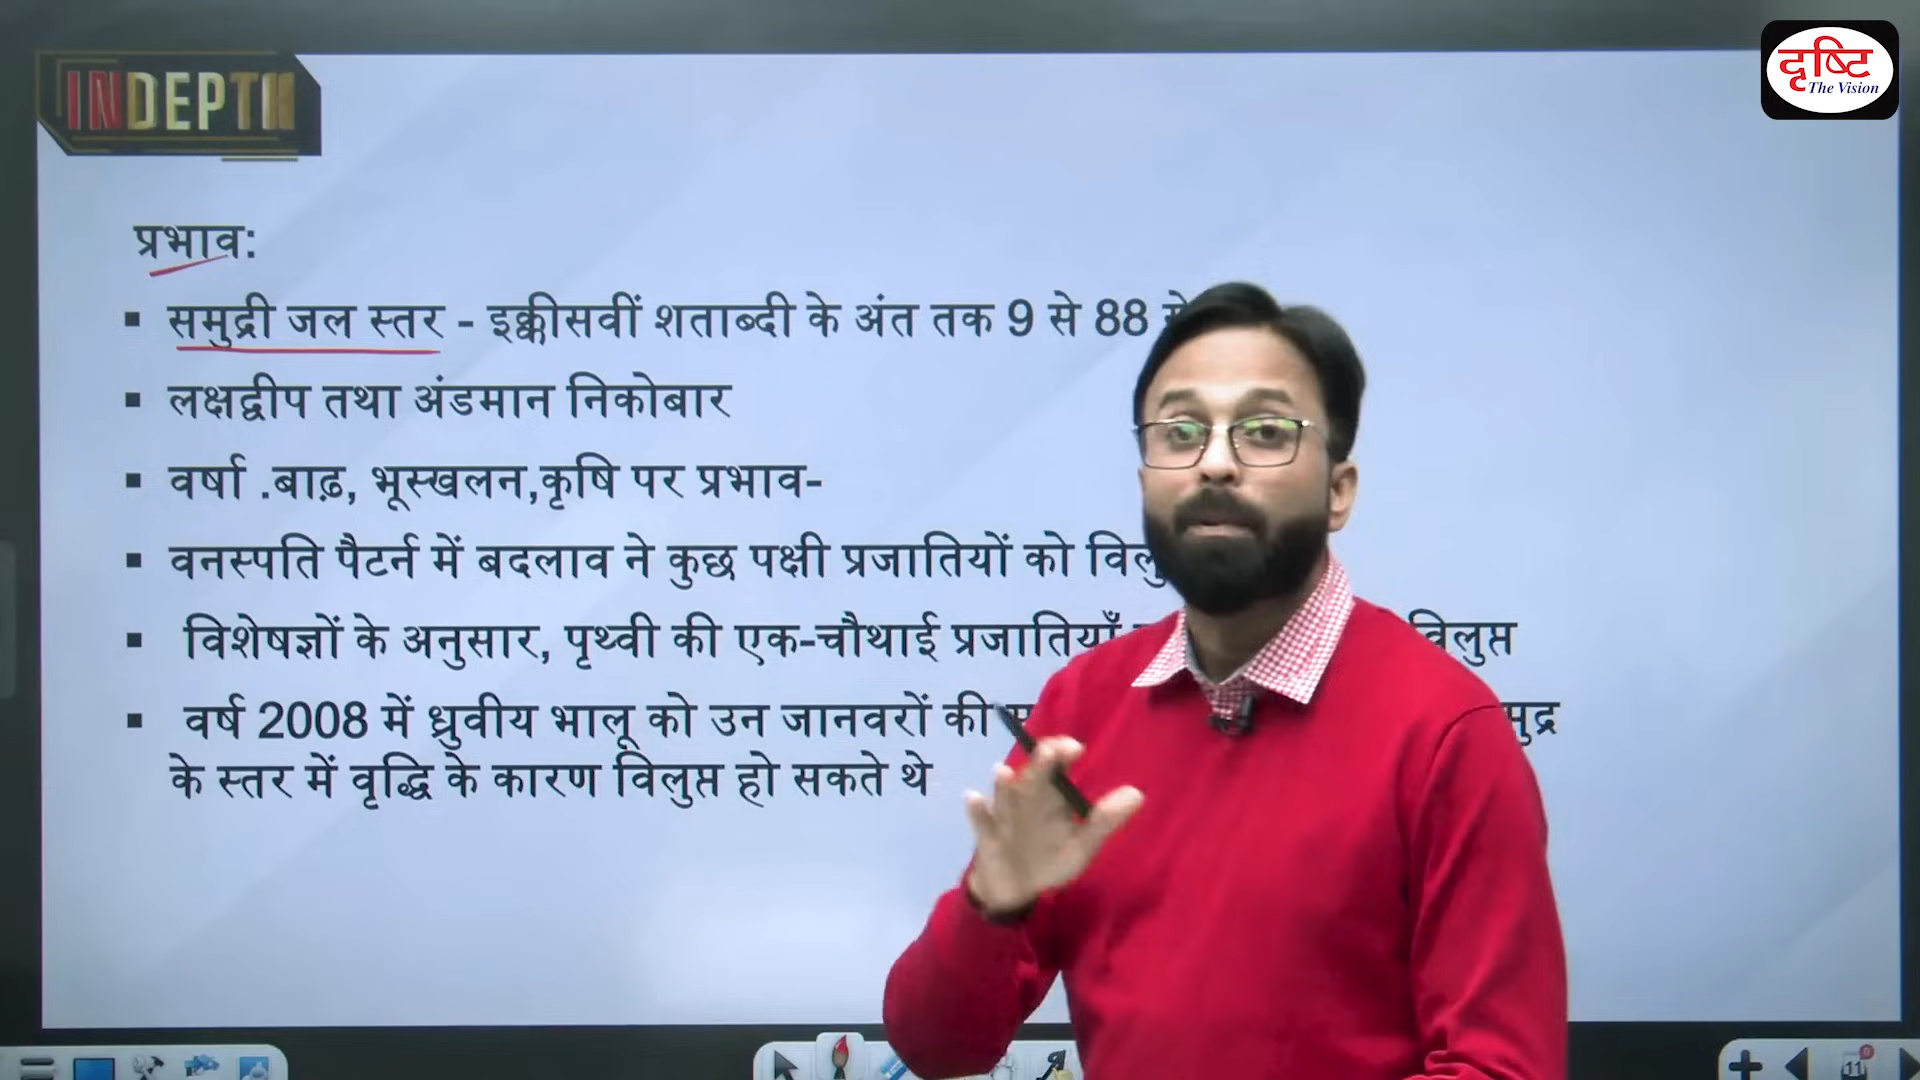 INDEPTH
दृष्टि
The Vision
प्रभाव:
▪ समुद्री जल स्तर - इक्कीसवीं शताब्दी के अंत तक 9 से 88
▪ लक्षद्वीप तथा अंडमान निकोबार
▪ वर्षा .बाढ़, भूस्खलन,कृषि पर प्रभाव-
▪ वनस्पति पैटर्न में बदलाव ने कुछ पक्षी प्रजातियों को
▪ विशेषज्ञों के अनुसार, पृथ्वी की एक-चौथाई प्रजातियाँ विलुप्त
▪ वर्ष 2008 में ध्रुवीय भालू को उन जानवरों की
के स्तर में वृद्धि के कारण विलुप्त हो सकते थे
11